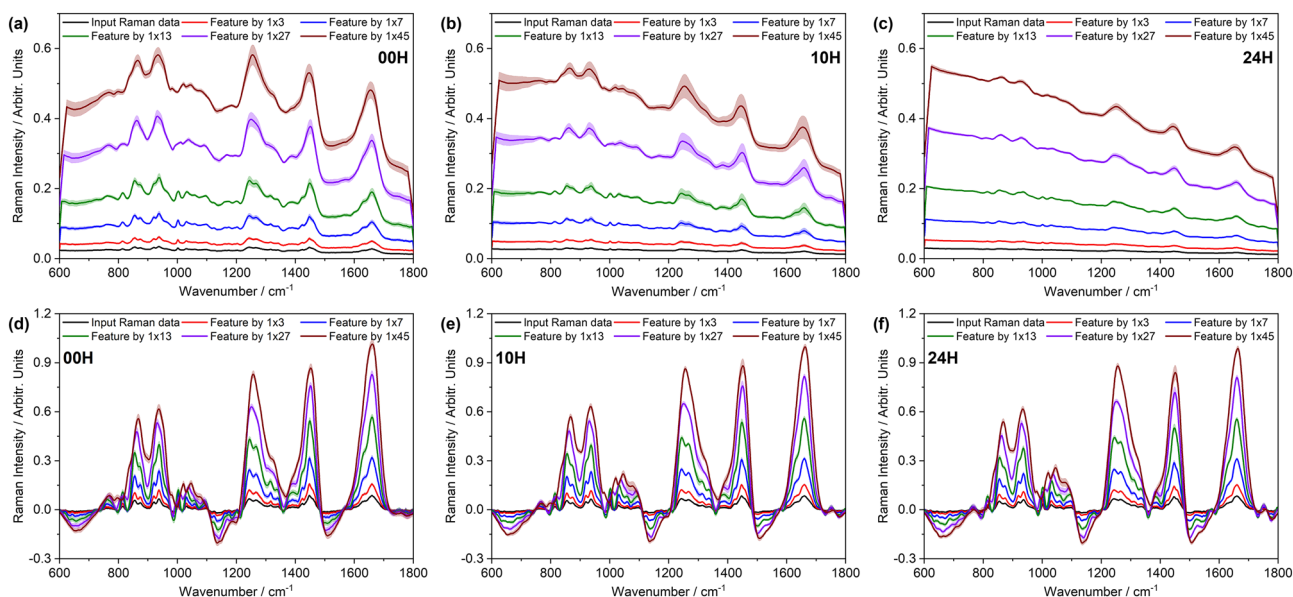 (a)
Input Raman data Feature by 1x3 Feature by 1x7
Feature by 1x13 Feature by 1x27 Feature by 1x45
00H
Raman Intensity / Arbitr. Units
0.6
0.4
0.2
0.0
600 800 1000 1200 1400 1600 1800
Wavenumber / cm-1
(b)
Input Raman data Feature by 1x3 Feature by 1x7
Feature by 1x13 Feature by 1x27 Feature by 1x45
10H
Raman Intensity / Arbitr. Units
0.6
0.4
0.2
0.0
600 800 1000 1200 1400 1600 1800
Wavenumber / cm-1
(c)
Input Raman data Feature by 1x3 Feature by 1x7
Feature by 1x13 Feature by 1x27 Feature by 1x45
24H
Raman Intensity / Arbitr. Units
0.6
0.4
0.2
0.0
600 800 1000 1200 1400 1600 1800
Wavenumber / cm-1
(d)
Input Raman data Feature by 1x3 Feature by 1x7
Feature by 1x13 Feature by 1x27 Feature by 1x45
00H
Raman Intensity / Arbitr. Units
1.2
0.9
0.6
0.3
0.0
-0.3
600 800 1000 1200 1400 1600 1800
Wavenumber / cm-1
(e)
Input Raman data Feature by 1x3 Feature by 1x7
Feature by 1x13 Feature by 1x27 Feature by 1x45
10H
Raman Intensity / Arbitr. Units
1.2
0.9
0.6
0.3
0.0
-0.3
600 800 1000 1200 1400 1600 1800
Wavenumber / cm-1
(f)
Input Raman data Feature by 1x3 Feature by 1x7
Feature by 1x13 Feature by 1x27 Feature by 1x45
24H
Raman Intensity / Arbitr. Units
1.2
0.9
0.6
0.3
0.0
-0.3
600 800 1000 1200 1400 1600 1800
Wavenumber / cm-1